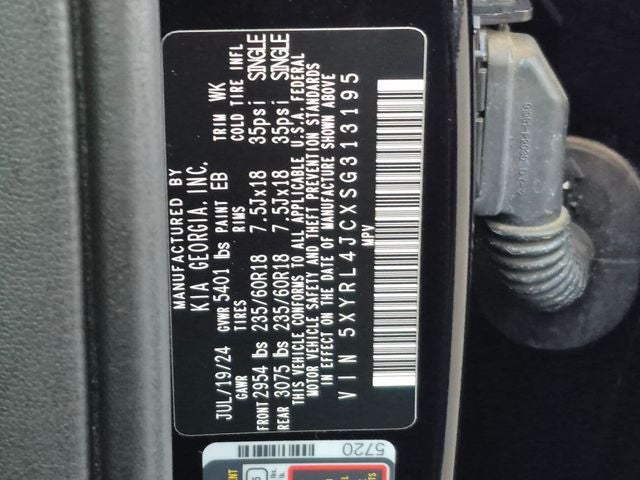 MANUFACTURED BY
KIA GEORGIA, INC.
JUL/19/24 GVWR 5401 lbs PAINT EB TRIM WK
GAWR TIRES RIMS COLD TIRE INFL
FRONT 2954 lbs 235/60R18 7.5Jx18 35psi SINGLE
REAR 3075 lbs 235/60R18 7.5Jx18 35psi SINGLE
THIS VEHICLE CONFORMS TO ALL APPLICABLE U.S.A. FEDERAL
MOTOR VEHICLE SAFETY AND THEFT PREVENTION STANDARDS
IN EFFECT ON THE DATE OF MANUFACTURE SHOWN ABOVE
VIN 5XYRL4JCXSG313195
MPV
5720